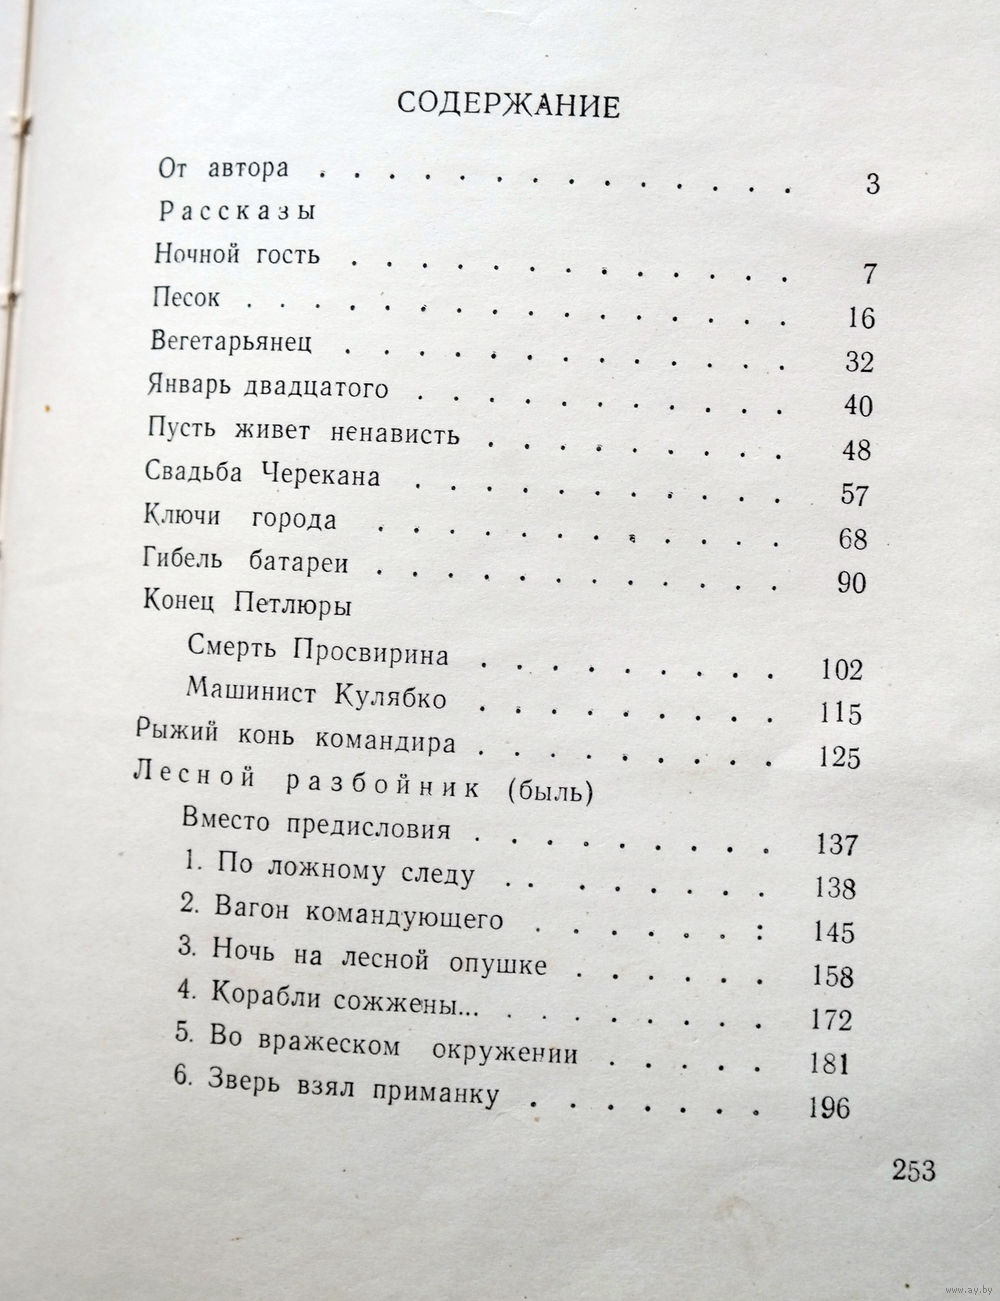 СОДЕРЖАНИЕ
От автора . . . . . . . . . . . . . . 3
Рассказы
Ночной гость . . . . . . . . . . . . . 7
Песок . . . . . . . . . . . . . . . . 16
Вегетарьянец . . . . . . . . . . . . . 32
Январь двадцатого . . . . . . . . . . . 40
Пусть живет ненависть . . . . . . . . . 48
Свадьба Черекана . . . . . . . . . . . 57
Ключи города . . . . . . . . . . . . 68
Гибель батареи . . . . . . . . . . . . 90
Конец Петлюры
Смерть Просвирина . . . . . . . . . 102
Машинист Кулябко . . . . . . . . . 115
Рыжий конь командира . . . . . . . . . 125
Лесной разбойник (быль)
Вместо предисловия . . . . . . . . . 137
1. По ложному следу . . . . . . . . 138
2. Вагон командующего . . . . . . : 145
3. Ночь на лесной опушке . . . . . . 158
4. Корабли сожжены... . . . . . . . . 172
5. Во вражеском окружении . . . . . 181
6. Зверь взял приманку . . . . . . . 196
253
www.ay.by